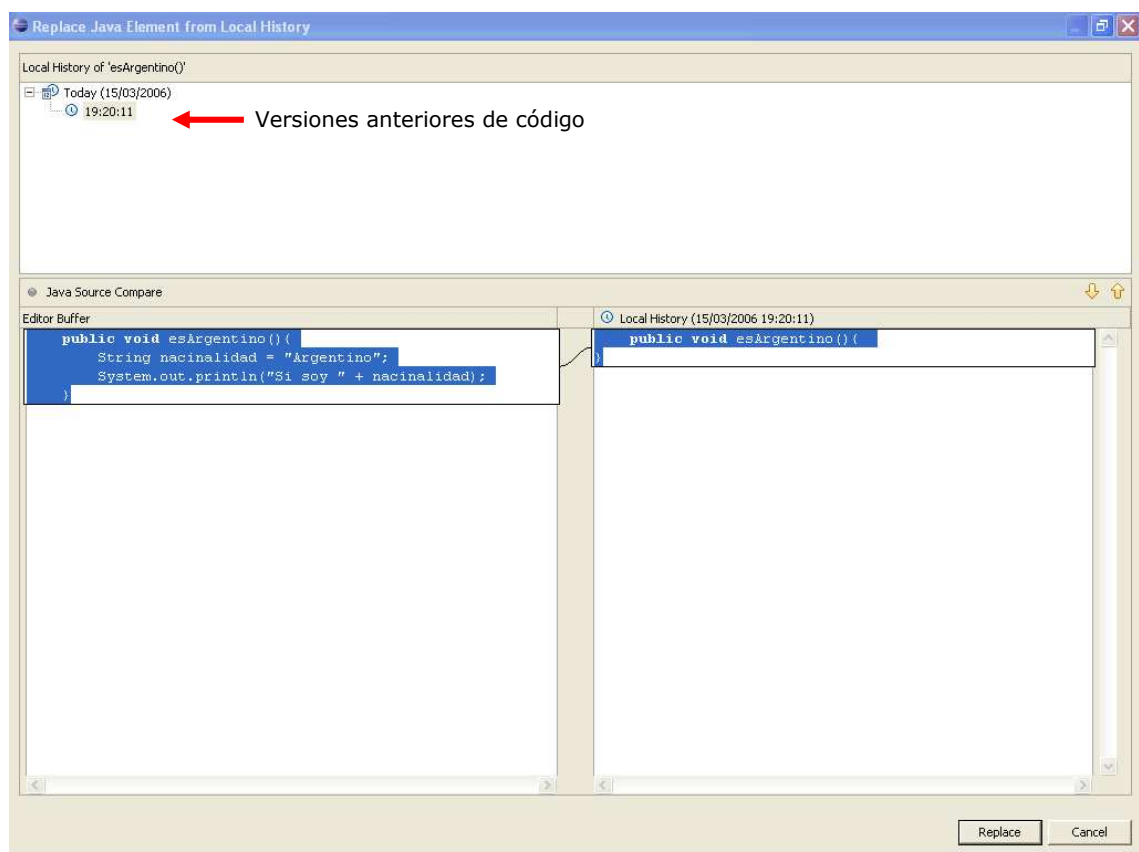 Replace Java Element from Local History
Local History of 'esArgentino()'
Today (15/03/2006)
19:20:11
Versiones anteriores de código
Java Source Compare
Editor Buffer
Local History (15/03/2006 19:20:11)
public void esArgentino(){
String nacinalidad = "Argentino";
System.out.println("Si soy " + nacinalidad);
}
public void esArgentino(){
}
Replace
Cancel